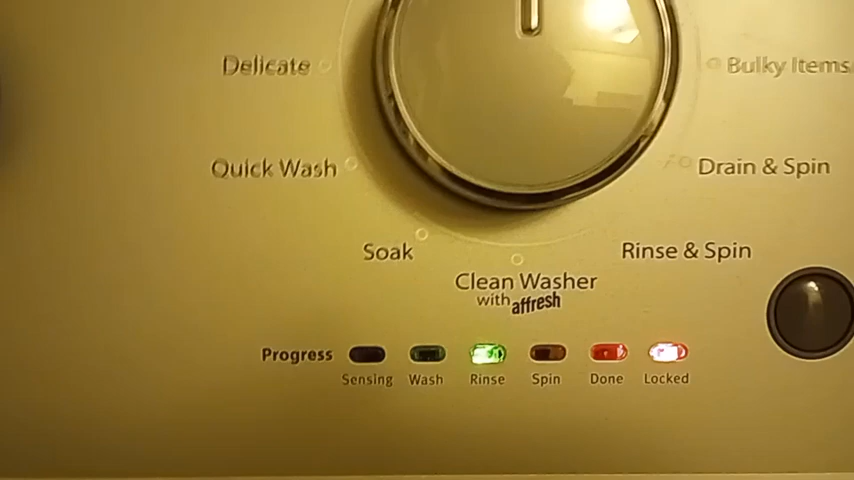 Delicate
Bulky Items
Quick Wash
Drain & Spin
Soak
Rinse & Spin
Clean Washer
with affresh
Progress
Sensing Wash Rinse Spin Done Locked